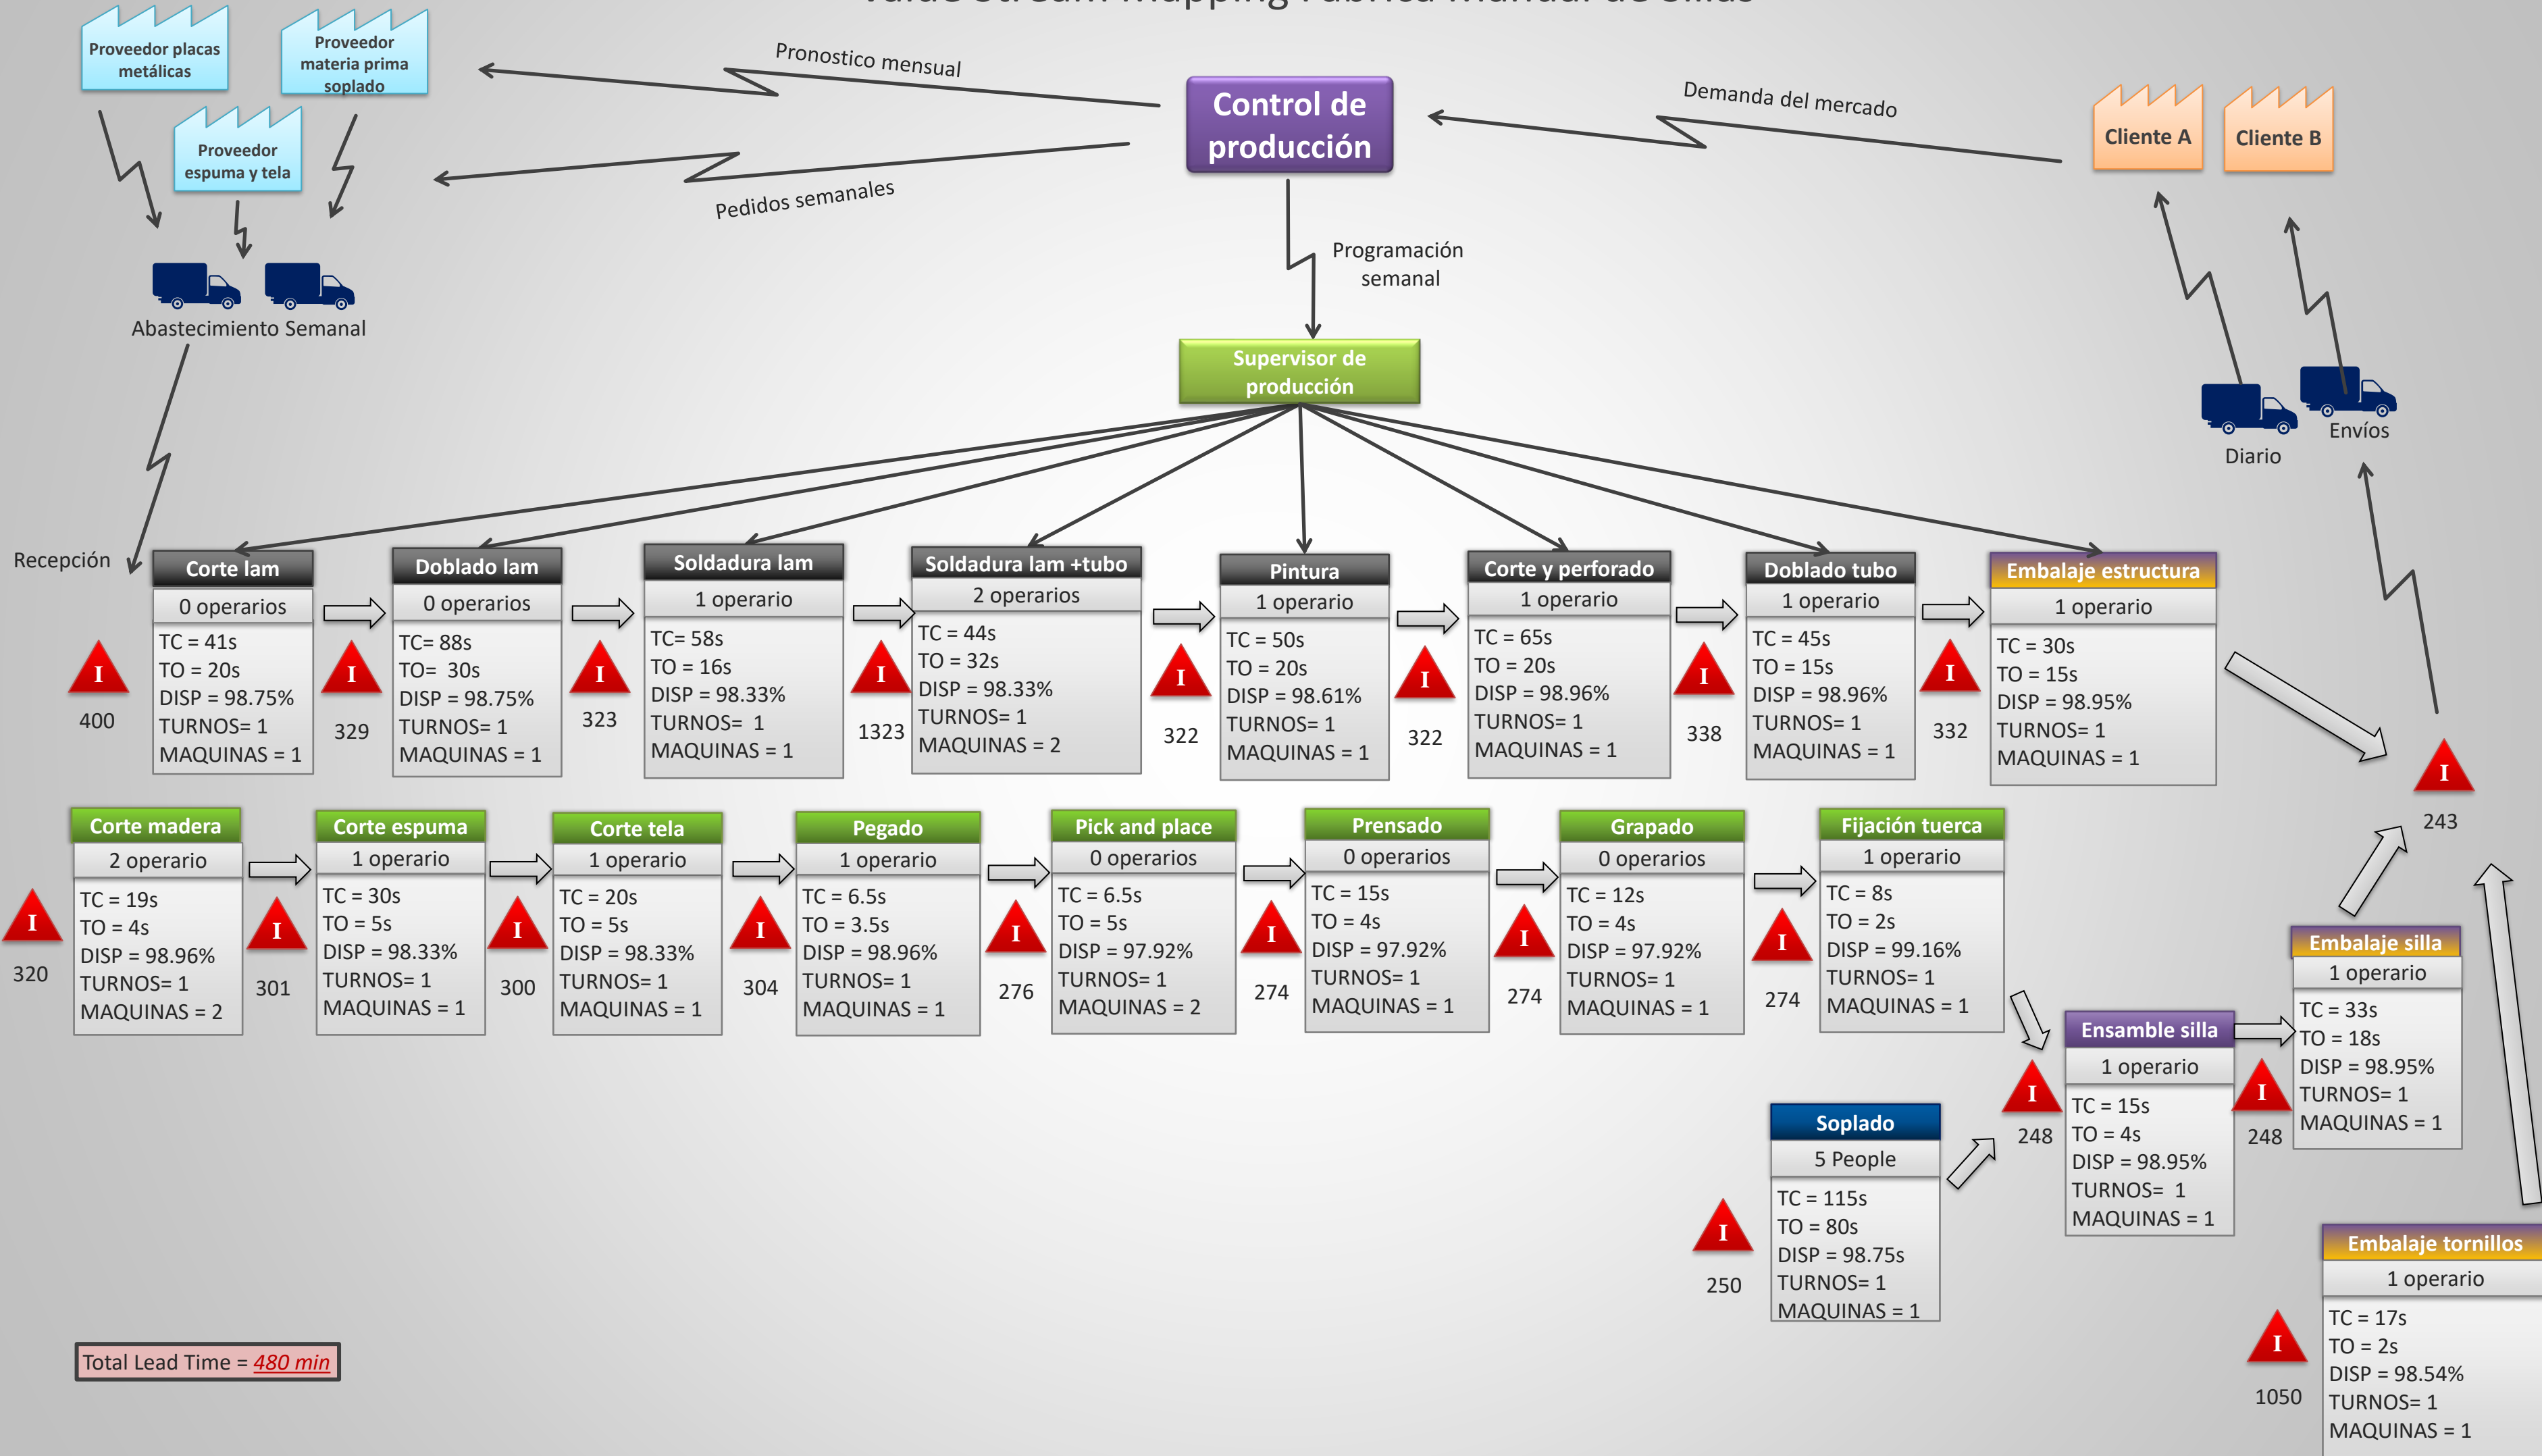 Value Stream Mapping Fabrica Mandar de Sillas
Proveedor placas
metálicas
Proveedor
materia prima
soplado
Proveedor
espuma y tela
Pronostico mensual
Pedidos semanales
Control de
producción
Demanda del mercado
Cliente A
Cliente B
Programación
semanal
Abastecimiento Semanal
Supervisor de
producción
Envíos
Diario
Recepción
400
Corte lam
0 operarios
TC = 41s
TO = 20s
DISP = 98.75%
TURNOS= 1
MAQUINAS = 1
I
329
Doblado lam
0 operarios
TC= 88s
TO= 30s
DISP = 98.75%
TURNOS= 1
MAQUINAS = 1
I
323
Soldadura lam
1 operario
TC= 58s
TO = 16s
DISP = 98.33%
TURNOS= 1
MAQUINAS = 1
I
1323
Soldadura lam +tubo
2 operarios
TC = 44s
TO = 32s
DISP = 98.33%
TURNOS= 1
MAQUINAS = 2
I
322
Pintura
1 operario
TC = 50s
TO = 20s
DISP = 98.61%
TURNOS= 1
MAQUINAS = 1
I
322
Corte y perforado
1 operario
TC = 65s
TO = 20s
DISP = 98.96%
TURNOS= 1
MAQUINAS = 1
I
338
Doblado tubo
1 operario
TC = 45s
TO = 15s
DISP = 98.96%
TURNOS= 1
MAQUINAS = 1
I
332
Embalaje estructura
1 operario
TC = 30s
TO = 15s
DISP = 98.95%
TURNOS= 1
MAQUINAS = 1
I
I
243
I
320
Corte madera
2 operario
TC = 19s
TO = 4s
DISP = 98.96%
TURNOS= 1
MAQUINAS = 2
I
301
Corte espuma
1 operario
TC = 30s
TO = 5s
DISP = 98.33%
TURNOS= 1
MAQUINAS = 1
I
300
Corte tela
1 operario
TC = 20s
TO = 5s
DISP = 98.33%
TURNOS= 1
MAQUINAS = 1
I
304
Pegado
1 operario
TC = 6.5s
TO = 3.5s
DISP = 98.96%
TURNOS= 1
MAQUINAS = 1
I
276
Pick and place
0 operarios
TC = 6.5s
TO = 5s
DISP = 97.92%
TURNOS= 1
MAQUINAS = 2
I
274
Prensado
0 operarios
TC = 15s
TO = 4s
DISP = 97.92%
TURNOS= 1
MAQUINAS = 1
I
274
Grapado
0 operarios
TC = 12s
TO = 4s
DISP = 97.92%
TURNOS= 1
MAQUINAS = 1
I
274
Fijación tuerca
1 operario
TC = 8s
TO = 2s
DISP = 99.16%
TURNOS= 1
MAQUINAS = 1
I
248
Ensamble silla
1 operario
TC = 15s
TO = 4s
DISP = 98.95%
TURNOS= 1
MAQUINAS = 1
I
248
Embalaje silla
1 operario
TC = 33s
TO = 18s
DISP = 98.95%
TURNOS= 1
MAQUINAS = 1
I
250
Soplado
5 People
TC = 115s
TO = 80s
DISP = 98.75s
TURNOS= 1
MAQUINAS = 1
I
1050
Embalaje tornillos
1 operario
TC = 17s
TO = 2s
DISP = 98.54%
TURNOS= 1
MAQUINAS = 1
Total Lead Time = 480 min